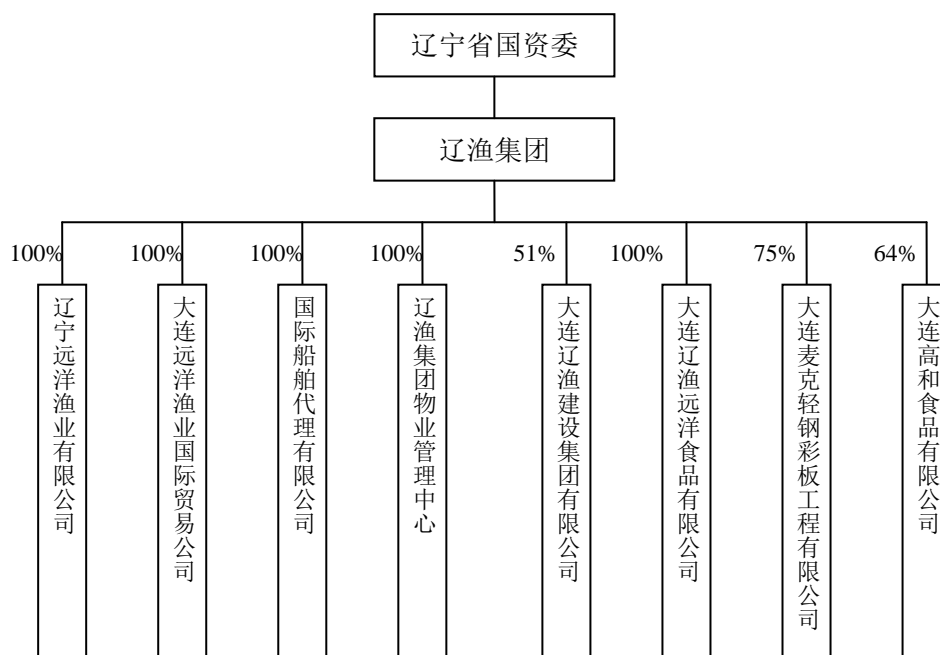 辽宁省国资委
辽渔集团
100%
100%
100%
100%
51%
100%
75%
64%
辽宁远洋渔业有限公司
大连远洋渔业国际贸易公司
国际船舶代理有限公司
辽渔集团物业管理中心
大连辽渔建设集团有限公司
大连辽渔远洋食品有限公司
大连麦克轻钢彩板工程有限公司
大连高和食品有限公司